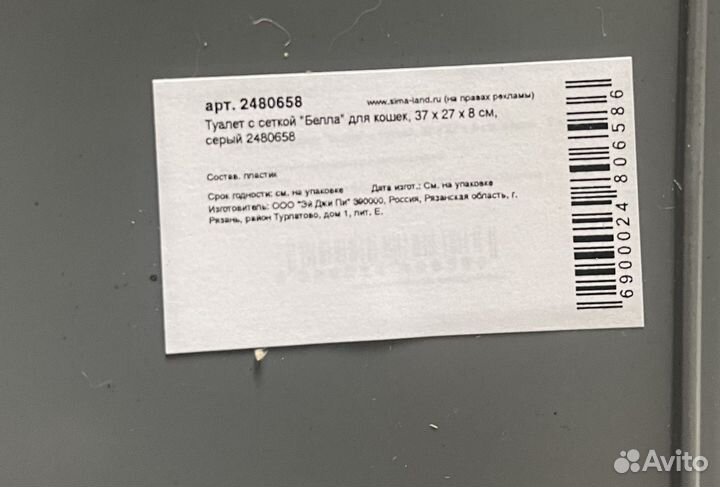 арт. 2480658
www.sima-land.ru (на правах рекламы)
Туалет с сеткой "Белла" для кошек, 37 х 27 х 8 см,
серый 2480658
Состав. пластик
Срок годности: см. на упаковке Дата изгот.: См. на упаковке
Изготовитель: ООО "Эй Джи Пи" 390000, Россия, Рязанская область, г.
Рязань, район Турлатово, дом 1, лит. Е.
6900024 806586
Avito